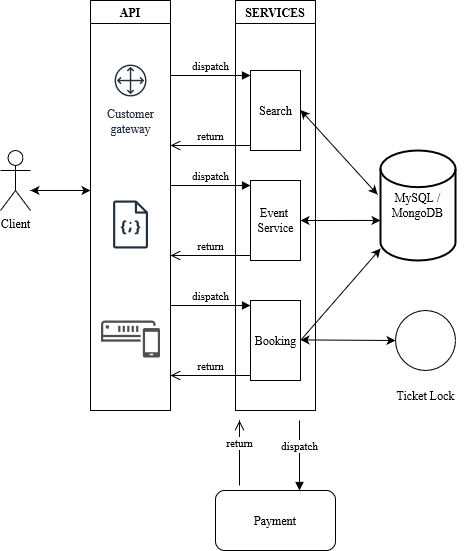 API
SERVICES
dispatch
Customer
gateway
Search
return
dispatch
Client
Event
Service
MySQL /
MongoDB
{;}
return
dispatch
Booking
return
Ticket Lock
return
dispatch
Payment